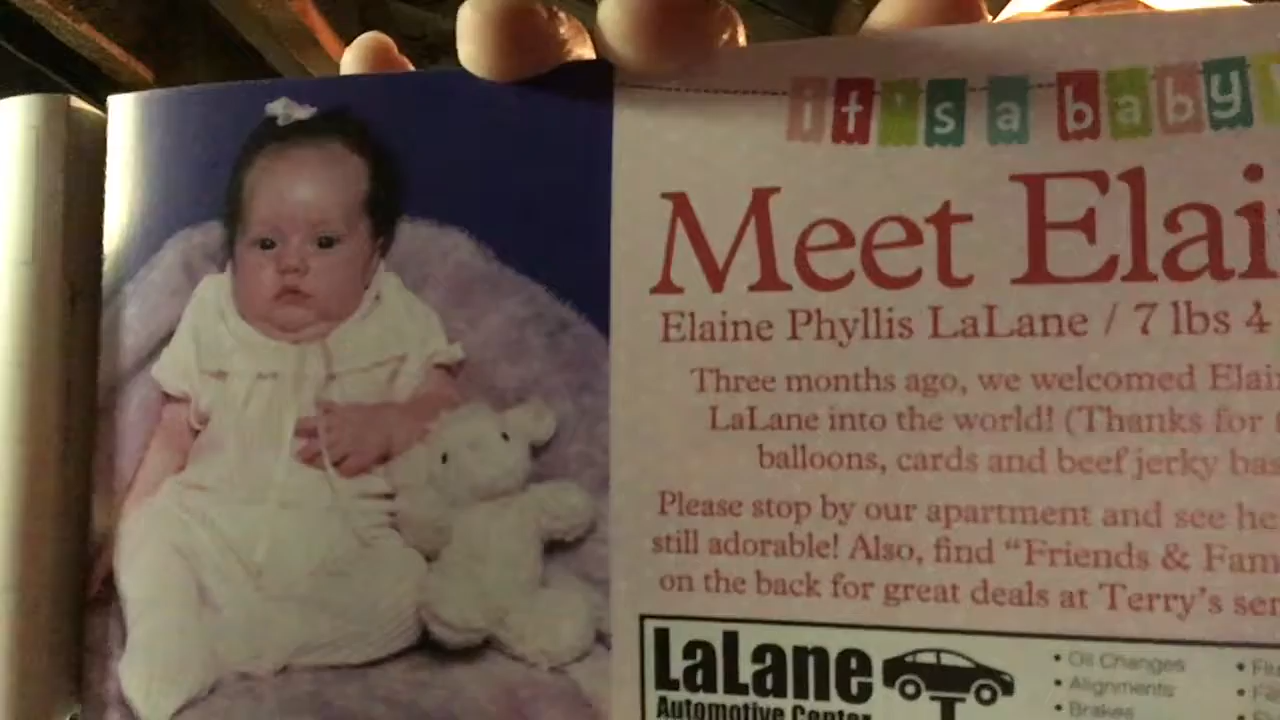 it's a baby
Meet Elai
Elaine Phyllis LaLane / 7 lbs 4
Three months ago, we welcomed Elai
LaLane into the world! (Thanks for
balloons, cards and beef jerky bas
Please stop by our apartment and see he
still adorable! Also, find “Friends & Fam
on the back for great deals at Terry's ser
LaLane
Automotive Center
• Oil Changes
• Alignments
• Brakes
• Flu